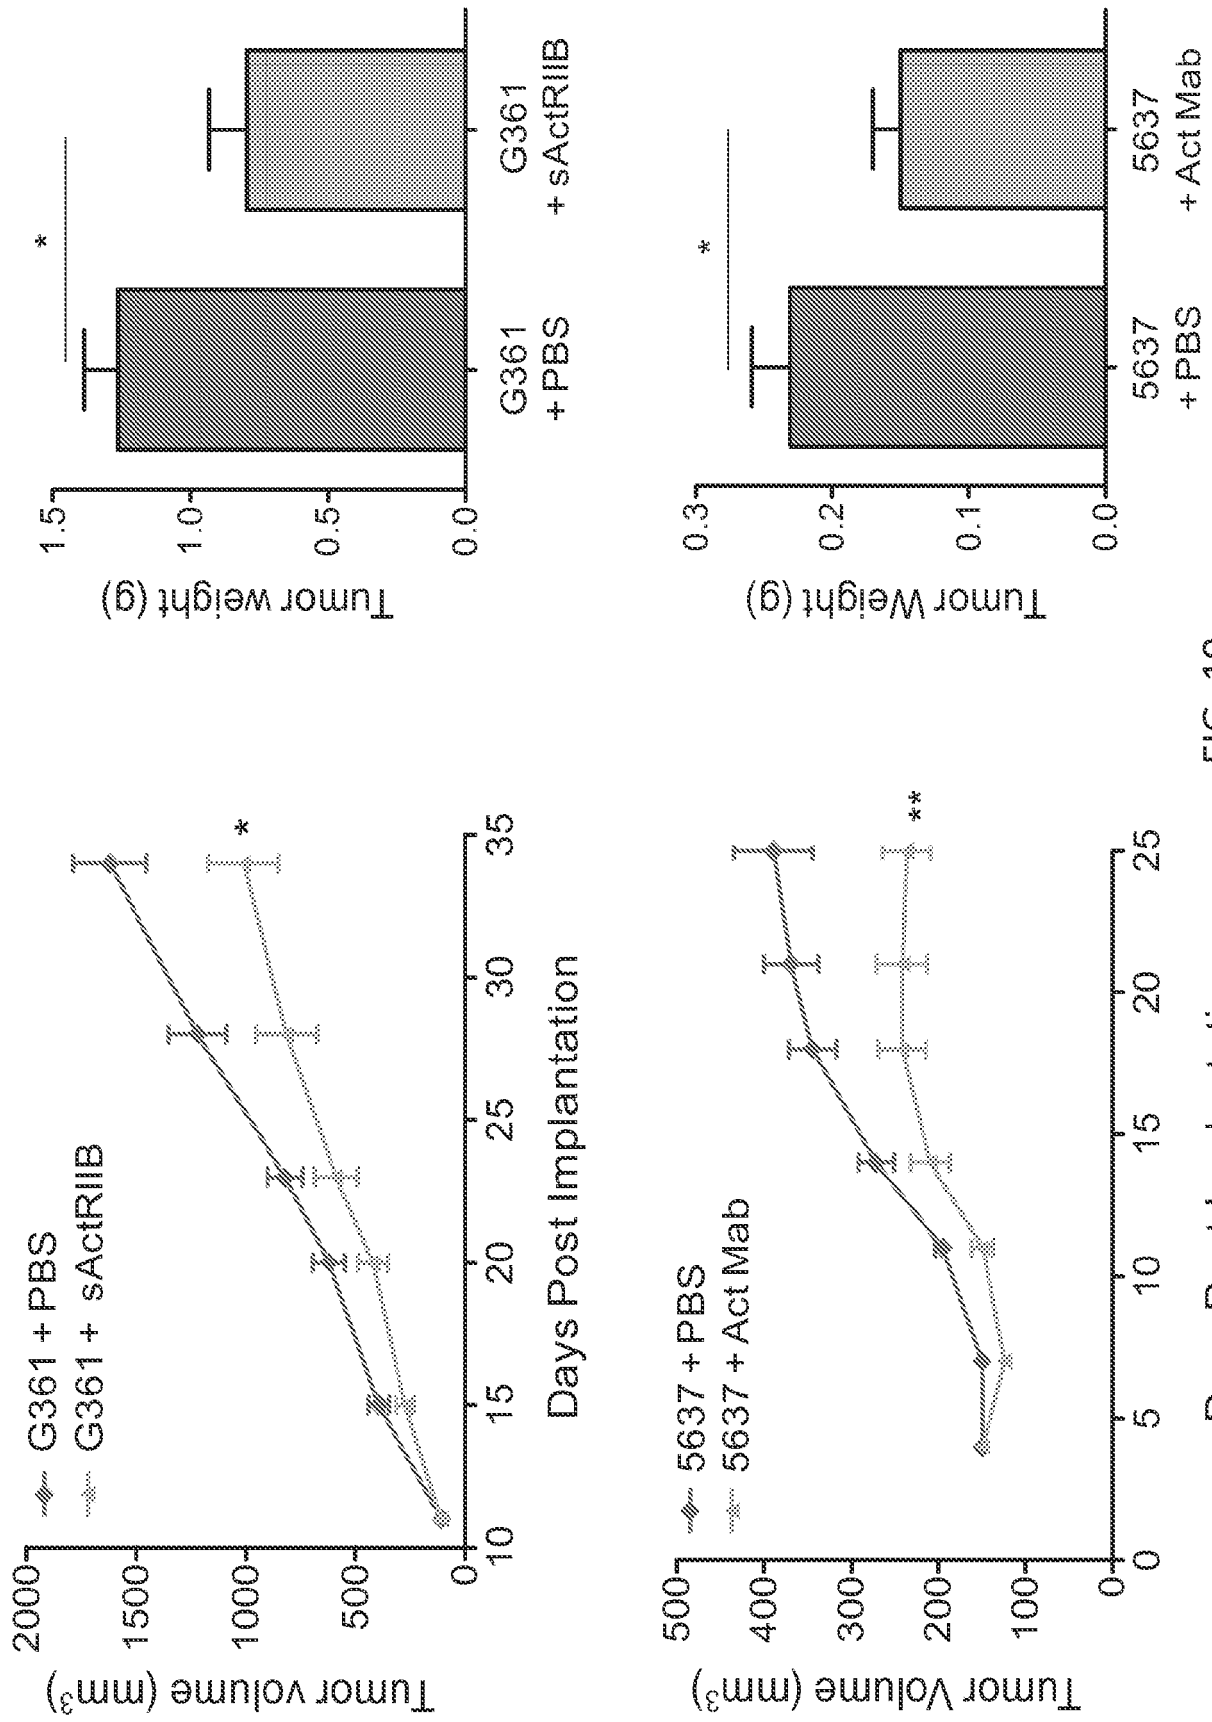 G361 + PBS
G361 + sActRIIB
Tumor volume (mm³)
2000
1500
1000
500
0
*
10
15
20
25
30
35
Days Post Implantation
*
Tumor weight (g)
1.5
1.0
0.5
0.0
G361
+ PBS
G361
+ sActRIIB
5637 + PBS
5637 + Act Mab
Tumor Volume (mm³)
500
400
300
200
100
0
**
0
5
10
15
20
25
*
Tumor Weight (g)
0.3
0.2
0.1
0.0
5637
+ PBS
5637
+ Act Mab